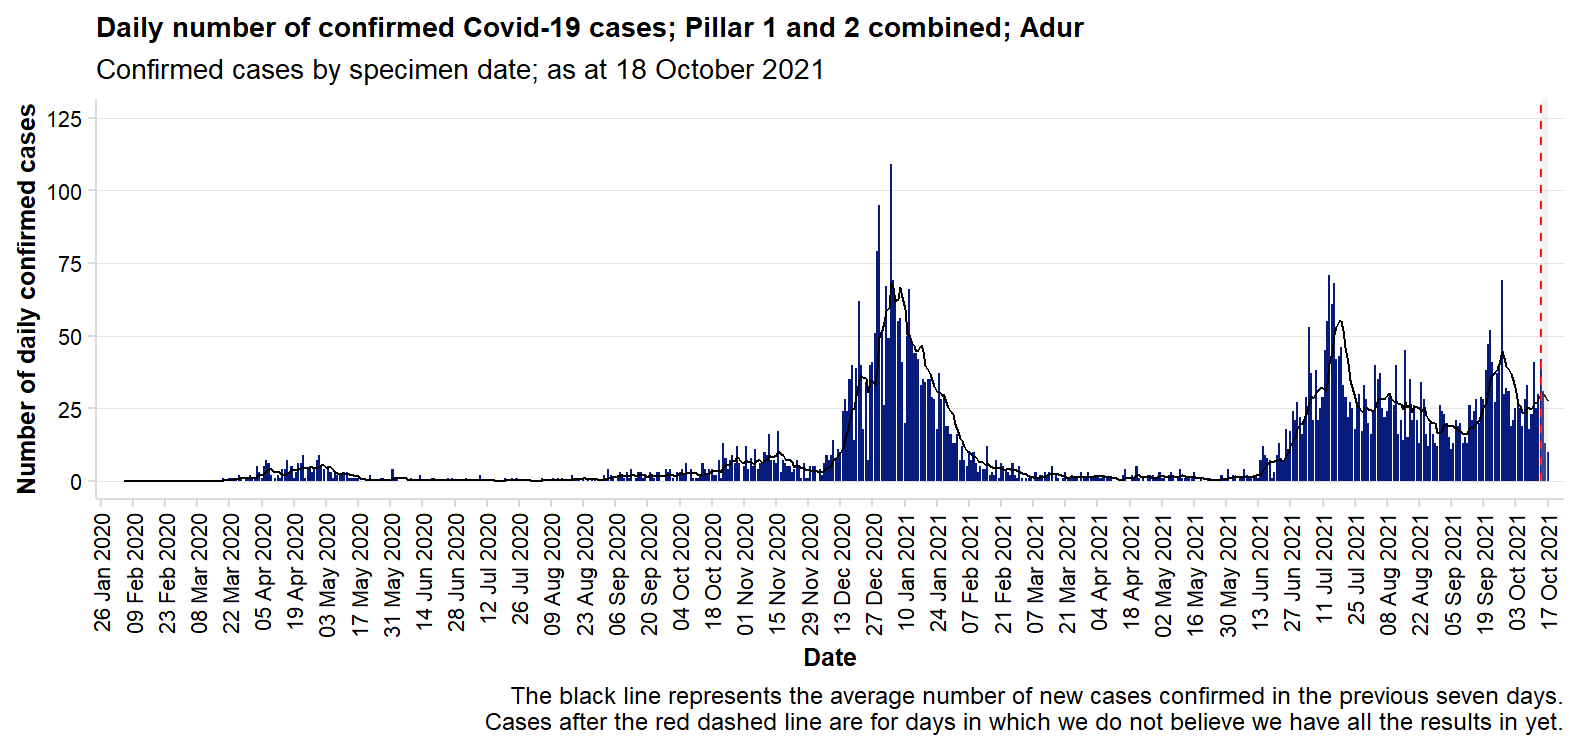 Daily number of confirmed Covid-19 cases; Pillar 1 and 2 combined; Adur
Confirmed cases by specimen date; as at 18 October 2021
Number of daily confirmed cases
125
100
75
50
25
0
26 Jan 2020
09 Feb 2020
23 Feb 2020
08 Mar 2020
22 Mar 2020
05 Apr 2020
19 Apr 2020
03 May 2020
17 May 2020
31 May 2020
14 Jun 2020
28 Jun 2020
12 Jul 2020
26 Jul 2020
09 Aug 2020
23 Aug 2020
06 Sep 2020
20 Sep 2020
04 Oct 2020
18 Oct 2020
01 Nov 2020
15 Nov 2020
29 Nov 2020
13 Dec 2020
27 Dec 2020
10 Jan 2021
24 Jan 2021
07 Feb 2021
21 Feb 2021
07 Mar 2021
21 Mar 2021
04 Apr 2021
18 Apr 2021
02 May 2021
16 May 2021
30 May 2021
13 Jun 2021
27 Jun 2021
11 Jul 2021
25 Jul 2021
08 Aug 2021
22 Aug 2021
05 Sep 2021
19 Sep 2021
03 Oct 2021
17 Oct 2021
Date
The black line represents the average number of new cases confirmed in the previous seven days.
Cases after the red dashed line are for days in which we do not believe we have all the results in yet.